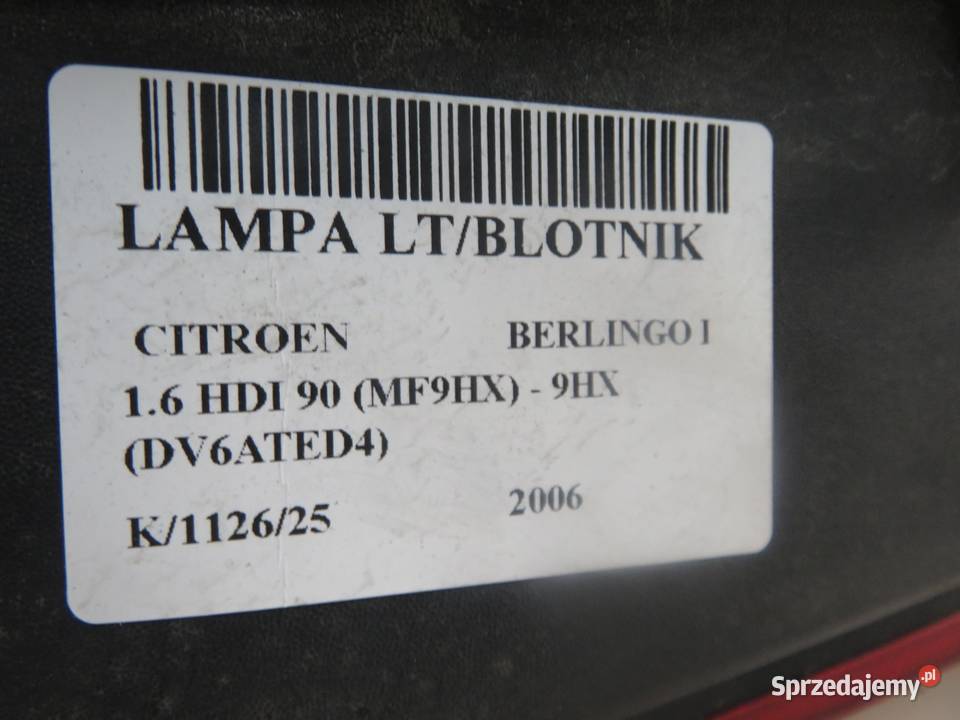 LAMPA LT/BLOTNIK
CITROEN BERLINGO I
1.6 HDI 90 (MF9HX) - 9HX
(DV6ATED4)
K/1126/25 2006
Sprzedajemy.pl